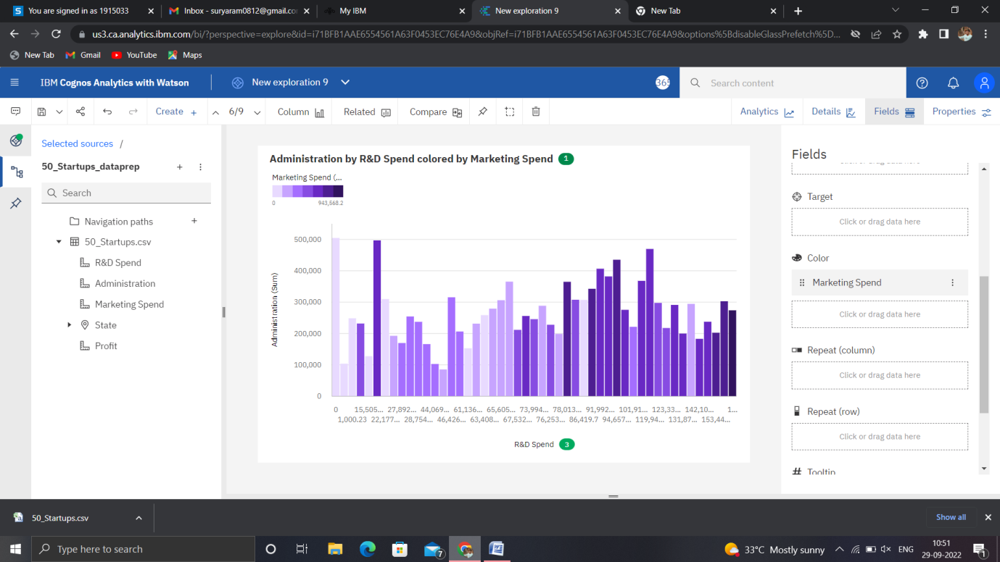 You are signed in as 1915033
Inbox - suryaram0812@gmail.co
My IBM
New exploration 9
New Tab
us3.ca.analytics.ibm.com/bi/?perspective=explore&id=i71BFB1AAE6554561A63F0453EC76E4A9&objRef=i71BFB1AAE6554561A63F0453EC76E4A9&options%5BdisableGlassPrefetch%5D...
New Tab
Gmail
YouTube
Maps
IBM Cognos Analytics with Watson
New exploration 9
Search content
Create +
6/9
Column
Related
Compare
Analytics
Details
Fields
Properties
Selected sources /
50_Startups_dataprep
Search
Navigation paths
50_Startups.csv
R&D Spend
Administration
Marketing Spend
State
Profit
Administration by R&D Spend colored by Marketing Spend 1
Marketing Spend (...
0 943,568.2
Administration (Sum)
500,000
400,000
300,000
200,000
100,000
0
0 15,505... 27,892... 44,069... 61,136... 65,605... 73,994... 78,013... 91,992... 101,91... 123,33... 142,10... 1...
1,000.23 22,177... 28,754... 46,426... 63,408... 67,532... 76,253... 86,419.7 94,657... 119,94... 131,87... 153,44...
R&D Spend 3
Fields
Target
Click or drag data here
Color
Marketing Spend
Click or drag data here
Repeat (column)
Click or drag data here
Repeat (row)
Click or drag data here
Tooltip
50_Startups.csv
Show all
Type here to search
7
33°C Mostly sunny
ENG
10:51
29-09-2022
1